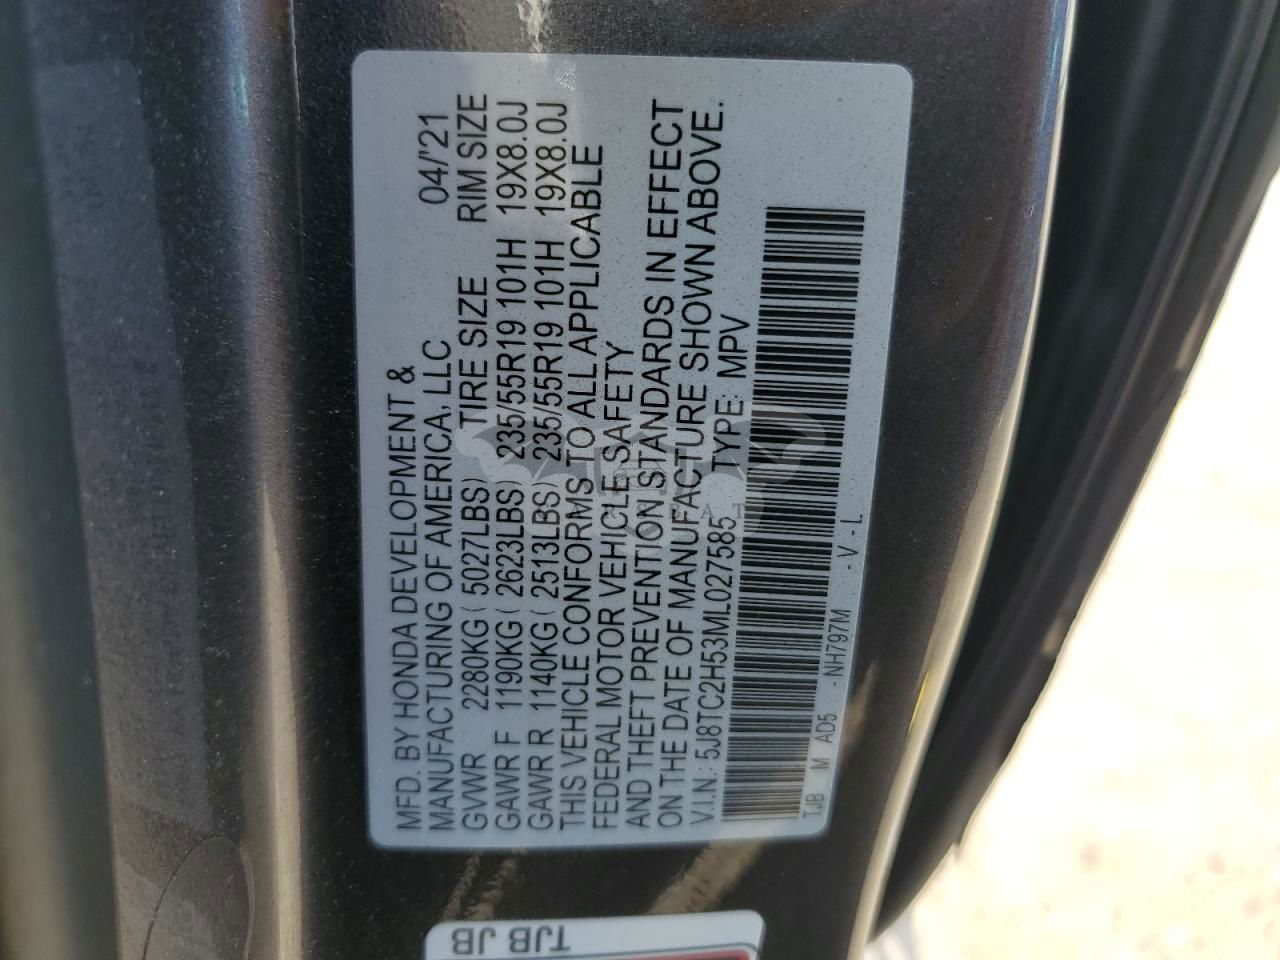 MFD. BY HONDA DEVELOPMENT & 04/'21
MANUFACTURING OF AMERICA, LLC
GVWR 2280KG ( 5027LBS) TIRE SIZE RIM SIZE
GAWR F 1190KG ( 2623LBS) 235/55R19 101H 19X8.0J
GAWR R 1140KG ( 2513LBS) 235/55R19 101H 19X8.0J
THIS VEHICLE CONFORMS TO ALL APPLICABLE
FEDERAL MOTOR VEHICLE SAFETY
AND THEFT PREVENTION STANDARDS IN EFFECT
ON THE DATE OF MANUFACTURE SHOWN ABOVE.
V.I.N.: 5J8TC2H53ML027585 TYPE: MPV
TJB M AD5 - NH797M - V - L
TJB JB